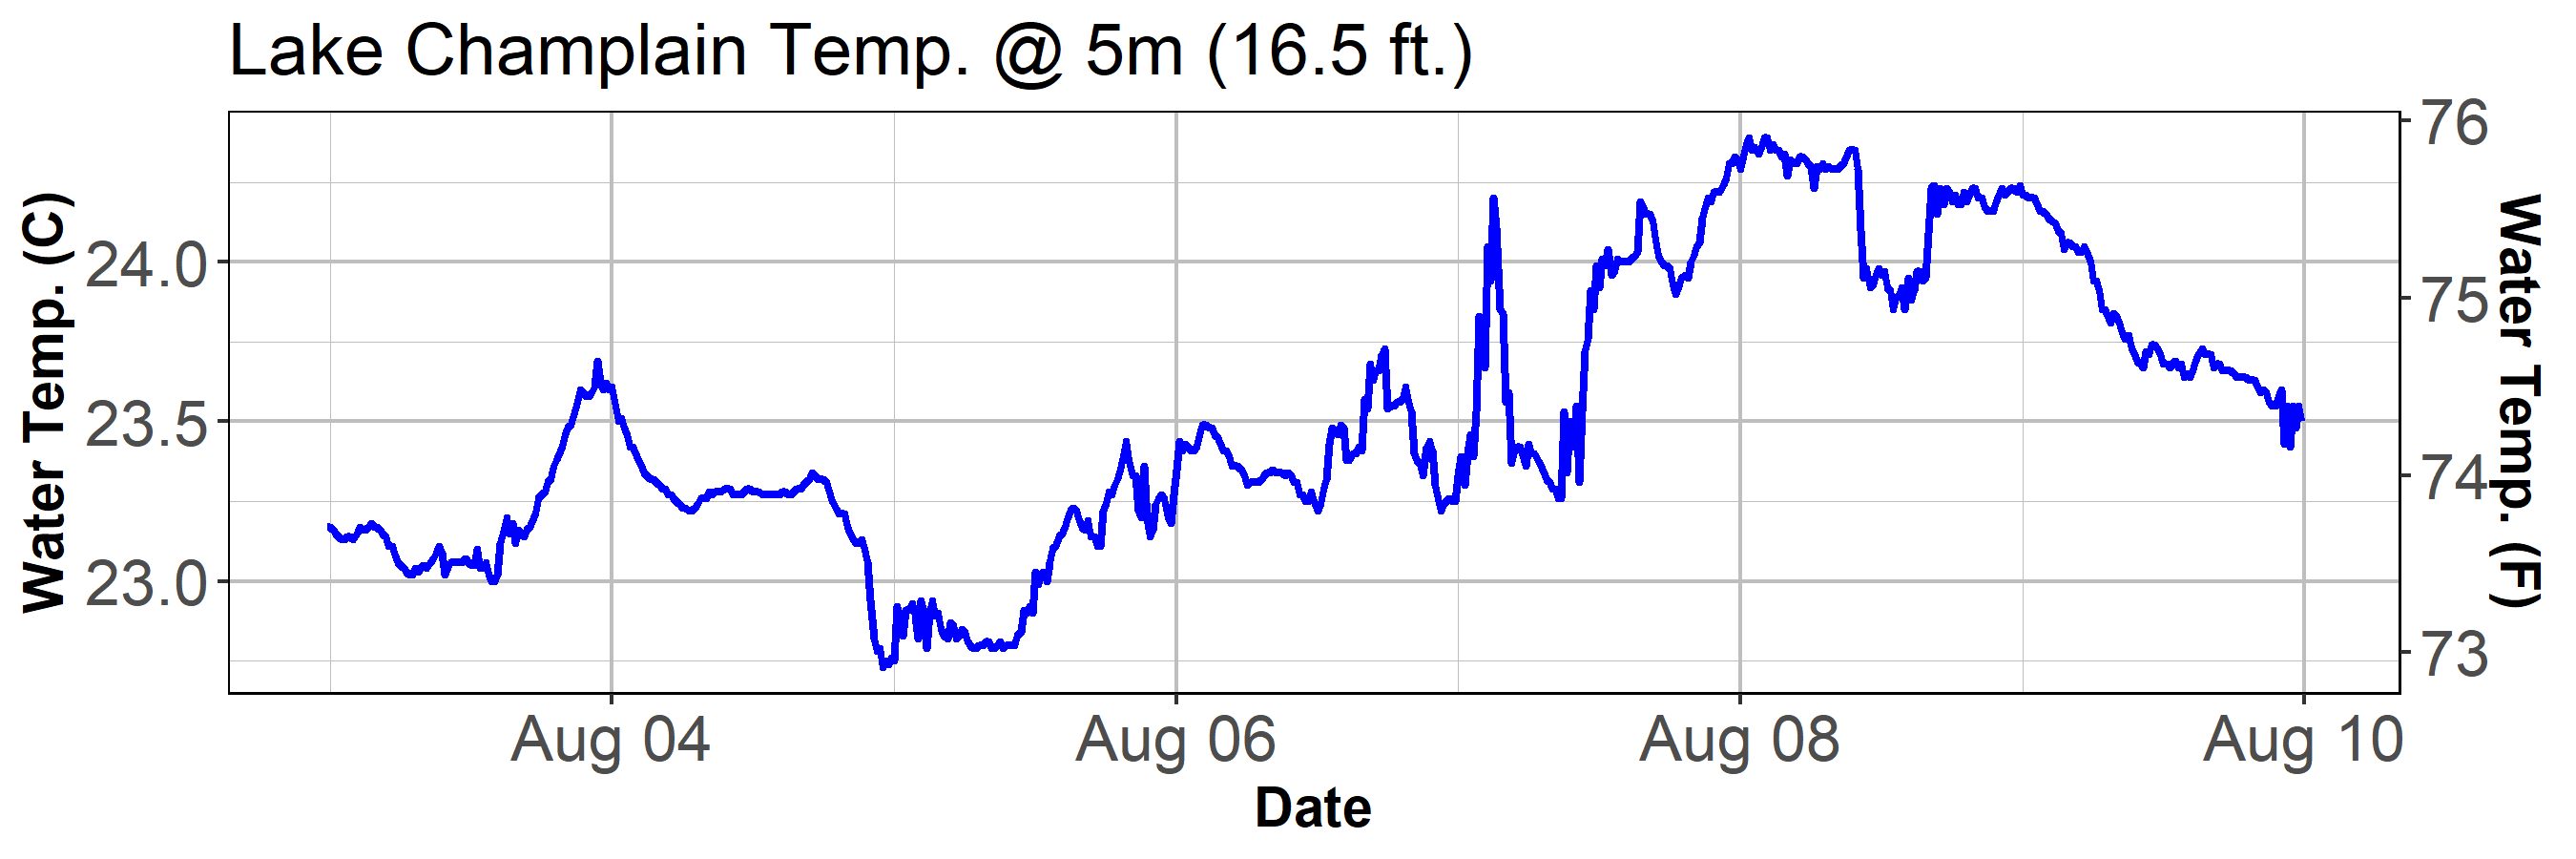 Lake Champlain Temp. @ 5m (16.5 ft.)
Water Temp. (C)
24.0
23.5
23.0
76
75
74
73
Water Temp. (F)
Aug 04 Aug 06 Aug 08 Aug 10
Date